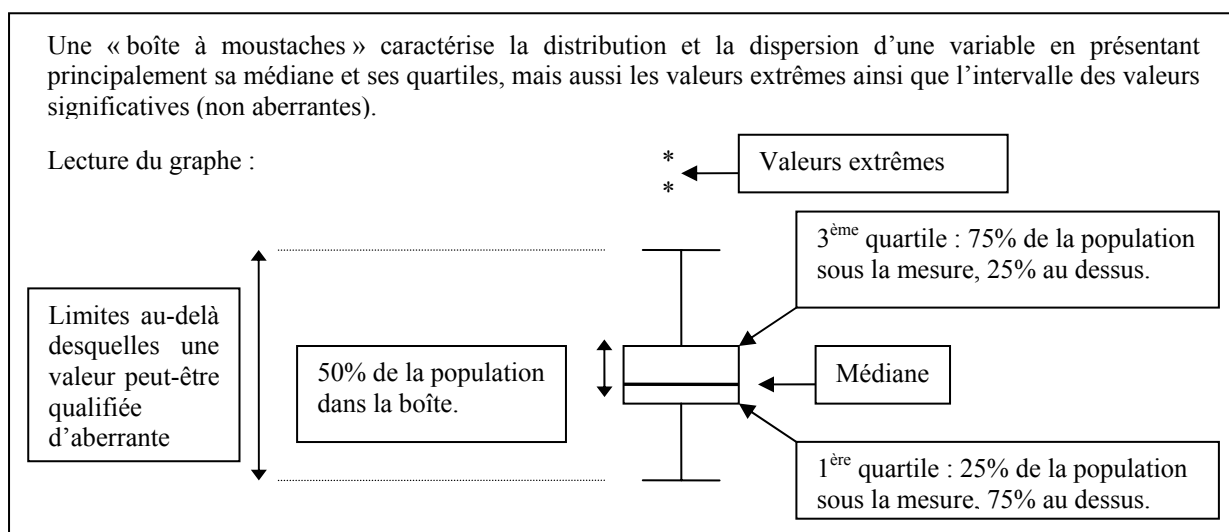 Une « boîte à moustaches » caractérise la distribution et la dispersion d'une variable en présentant
principalement sa médiane et ses quartiles, mais aussi les valeurs extrêmes ainsi que l'intervalle des valeurs
significatives (non aberrantes).
Lecture du graphe :
*
*
Valeurs extrêmes
3ème quartile : 75% de la population
sous la mesure, 25% au dessus.
Limites au-delà
desquelles une
valeur peut-être
qualifiée
d'aberrante
50% de la population
dans la boîte.
Médiane
1ère quartile : 25% de la population
sous la mesure, 75% au dessus.